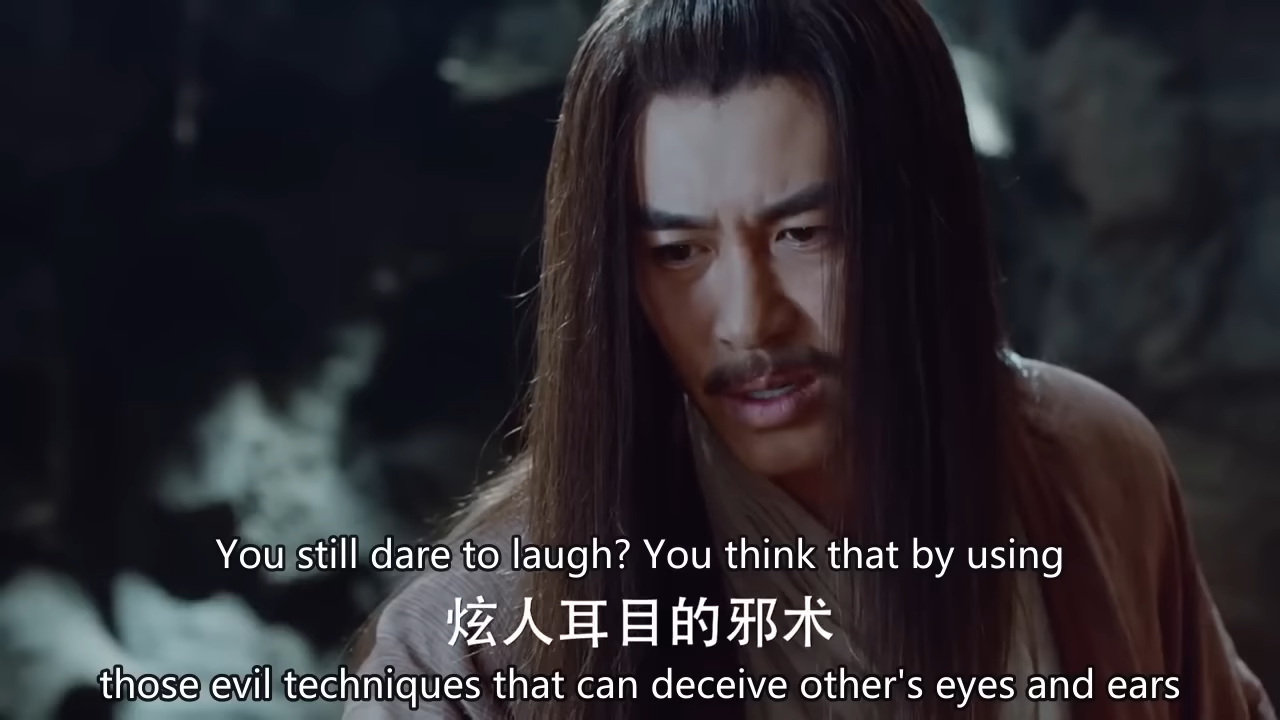 You still dare to laugh? You think that by using
炫人耳目的邪术
those evil techniques that can deceive other's eyes and ears